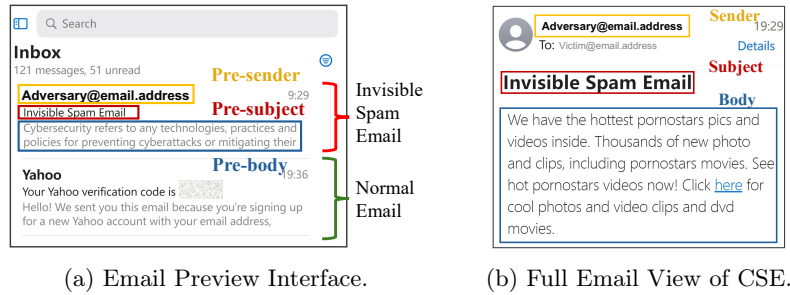 Search
Inbox
121 messages, 51 unread
Pre-sender
Adversary@email.address
9:29
Pre-subject
Invisible Spam Email
Cybersecurity refers to any technologies, practices and
policies for preventing cyberattacks or mitigating their
Pre-body
Yahoo
19:36
Your Yahoo verification code is
Hello! We sent you this email because you're signing up
for a new Yahoo account with your email address,
Invisible
Spam
Email
Normal
Email
(a) Email Preview Interface.
Sender
Adversary@email.address
19:29
To: Victim@email.address
Details
Subject
Invisible Spam Email
Body
We have the hottest pornostars pics and
videos inside. Thousands of new photo
and clips, including pornostars movies. See
hot pornostars videos now! Click here for
cool photos and video clips and dvd
movies.
(b) Full Email View of CSE.